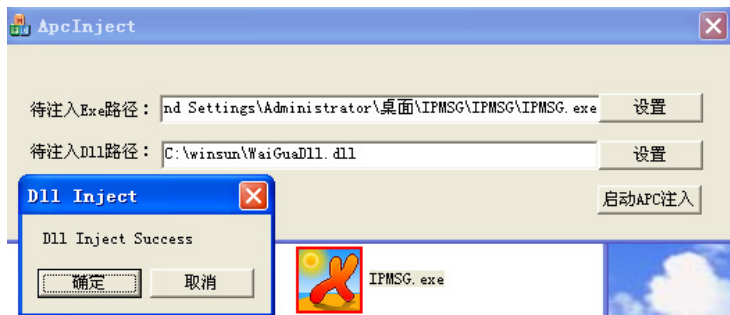 ApcInject
待注入Exe路径： nd Settings\Administrator\桌面\IPMSG\IPMSG\IPMSG.exe 设置
待注入Dll路径： C:\winsun\WaiGuaDll.dll 设置
启动APC注入
Dll Inject
Dll Inject Success
确定 取消
IPMSG.exe